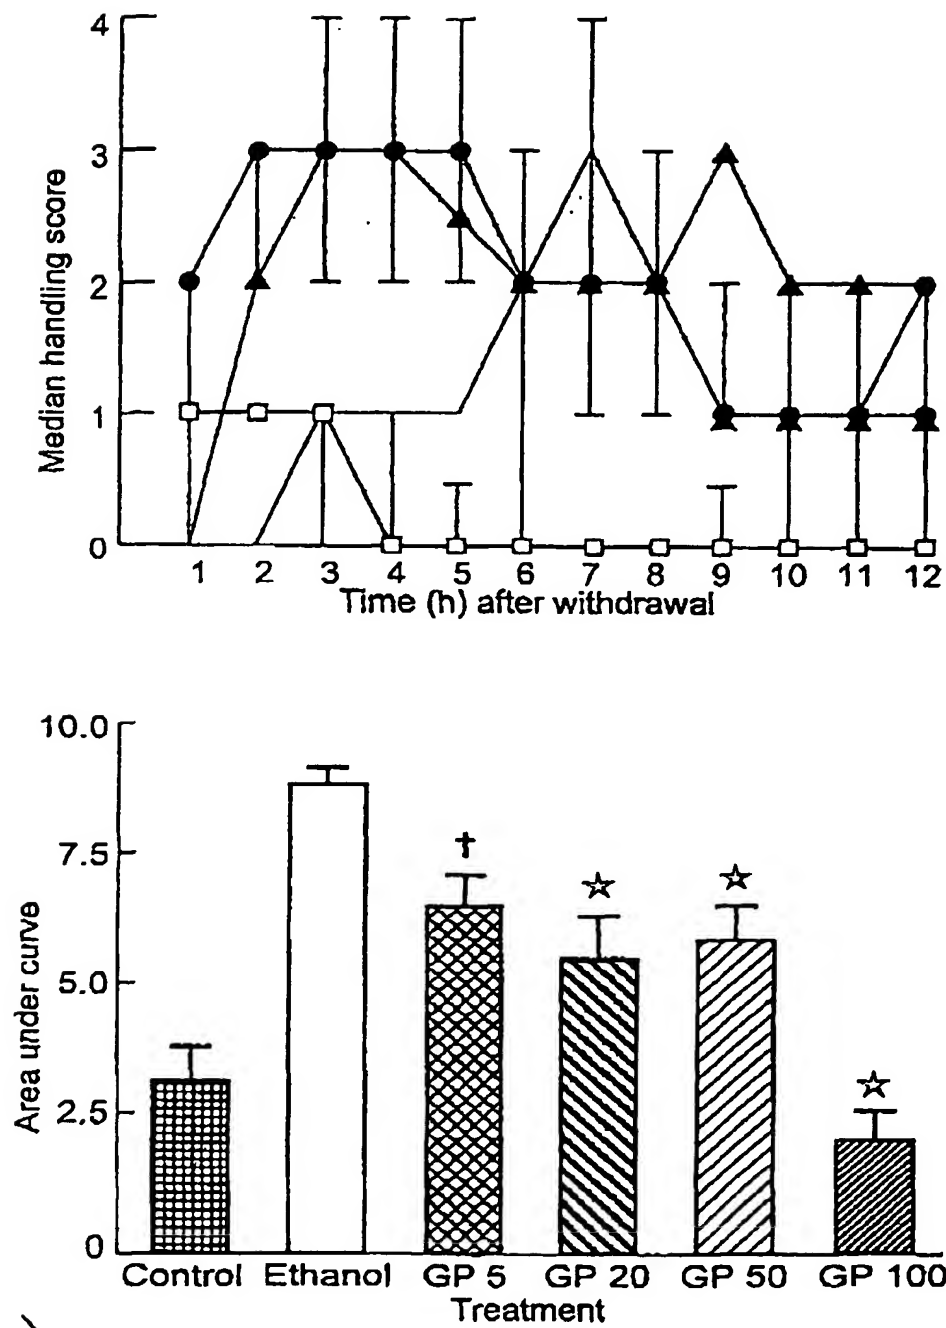 4
3
2
1
0
Median handling score
1 2 3 4 5 6 7 8 9 10 11 12
Time (h) after withdrawal
10.0
7.5
5.0
2.5
0
Area under curve
†
☆
☆
☆
Control Ethanol GP 5 GP 20 GP 50 GP 100
Treatment